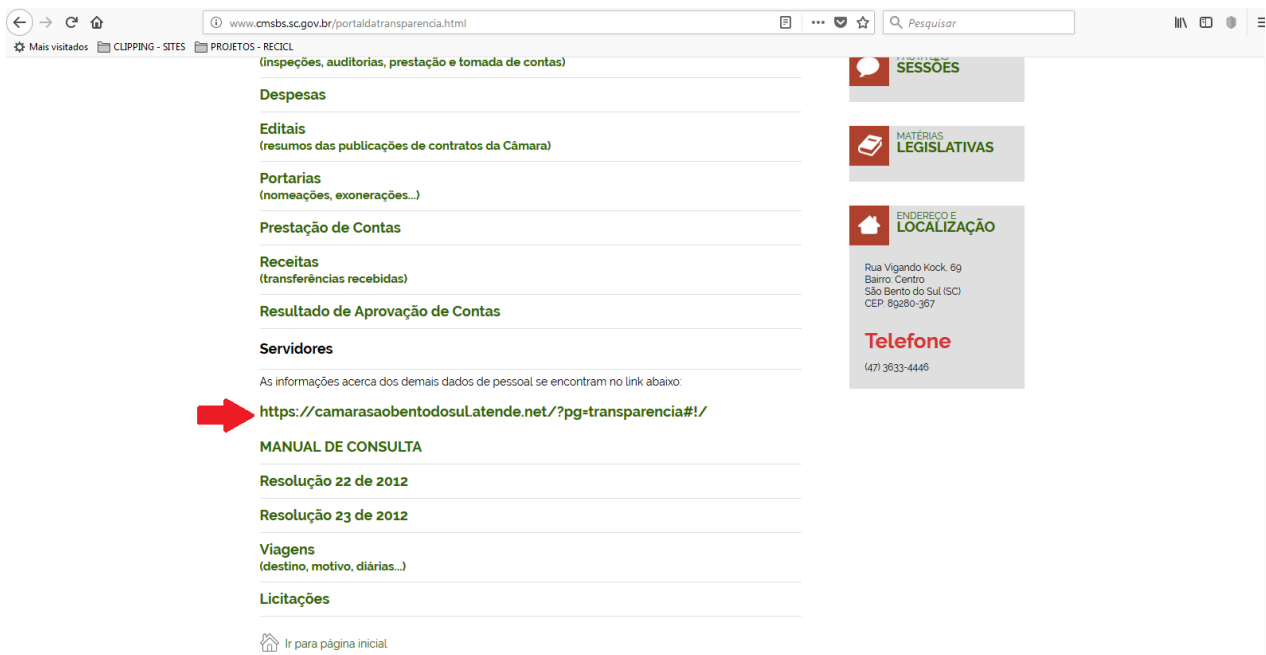 www.cmsbs.sc.gov.br/portaldatransparencia.html
Pesquisar
Mais visitados
CLIPPING - SITES
PROJETOS - RECICL
(inspeções, auditorias, prestação e tomada de contas)
Despesas
Editais
(resumos das publicações de contratos da Câmara)
Portarias
(nomeações, exonerações...)
Prestação de Contas
Receitas
(transferências recebidas)
Resultado de Aprovação de Contas
Servidores
As informações acerca dos demais dados de pessoal se encontram no link abaixo:
https://camarasaobentodosul.atende.net/?pg=transparencia#!/
MANUAL DE CONSULTA
Resolução 22 de 2012
Resolução 23 de 2012
Viagens
(destino, motivo, diárias...)
Licitações
Ir para página inicial
SESSÕES
MATÉRIAS
LEGISLATIVAS
ENDEREÇO E
LOCALIZAÇÃO
Rua Vigando Kock, 69
Bairro: Centro
São Bento do Sul (SC)
CEP: 89280-367
Telefone
(47) 3633-4446